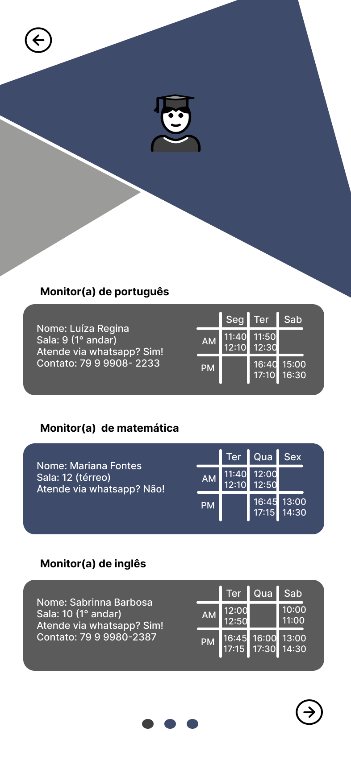 Monitor(a) de português
Nome: Luíza Regina
Sala: 9 (1° andar)
Atende via whatsapp? Sim!
Contato: 79 9 9908- 2233
Seg Ter Sab
AM 11:40 11:50
12:10 12:30
PM 16:40 15:00
17:10 16:30
Monitor(a) de matemática
Nome: Mariana Fontes
Sala: 12 (térreo)
Atende via whatsapp? Não!
Ter Qua Sex
AM 11:40 12:00
12:10 12:50
PM 16:45 13:00
17:15 14:30
Monitor(a) de inglês
Nome: Sabrinna Barbosa
Sala: 10 (1° andar)
Atende via whatsapp? Sim!
Contato: 79 9 9980-2387
Ter Qua Sab
AM 12:00 10:00
12:50 11:00
PM 16:45 16:00 13:00
17:15 17:30 14:30